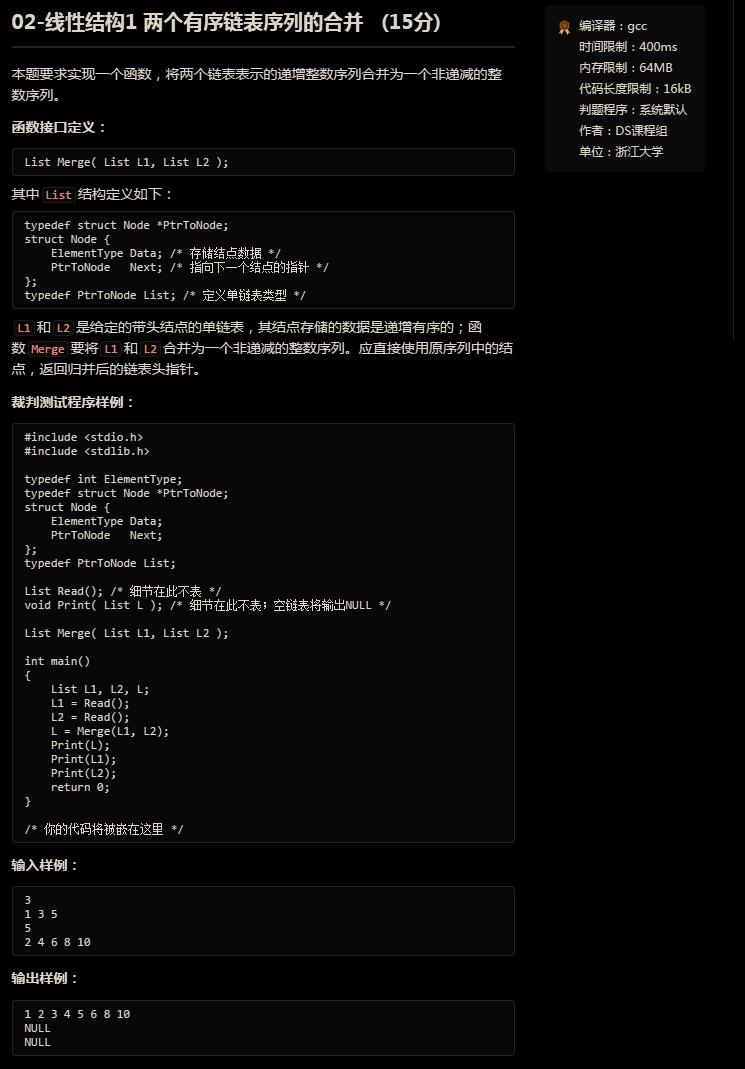 02-线性结构1 两个有序链表序列的合并 (15分)
编译器：gcc
时间限制：400ms
内存限制：64MB
代码长度限制：16kB
判题程序：系统默认
作者：DS课程组
单位：浙江大学
本题要求实现一个函数，将两个链表表示的递增整数序列合并为一个非递减的整
数序列。
函数接口定义：
List Merge( List L1, List L2 );
其中 List 结构定义如下：
typedef struct Node *PtrToNode;
struct Node {
    ElementType Data; /* 存储结点数据 */
    PtrToNode   Next; /* 指向下一个结点的指针 */
};
typedef PtrToNode List; /* 定义单链表类型 */
L1 和 L2 是给定的带头结点的单链表，其结点存储的数据是递增有序的；函
数 Merge 要将 L1 和 L2 合并为一个非递减的整数序列。应直接使用原序列中的结
点，返回归并后的链表头指针。
裁判测试程序样例：
#include <stdio.h>
#include <stdlib.h>
typedef int ElementType;
typedef struct Node *PtrToNode;
struct Node {
    ElementType Data;
    PtrToNode   Next;
};
typedef PtrToNode List;
List Read(); /* 细节在此不表 */
void Print( List L ); /* 细节在此不表；空链表将输出NULL */
List Merge( List L1, List L2 );
int main()
{
    List L1, L2, L;
    L1 = Read();
    L2 = Read();
    L = Merge(L1, L2);
    Print(L);
    Print(L1);
    Print(L2);
    return 0;
}
/* 你的代码将被嵌在这里 */
输入样例：
3
1 3 5
5
2 4 6 8 10
输出样例：
1 2 3 4 5 6 8 10
NULL
NULL